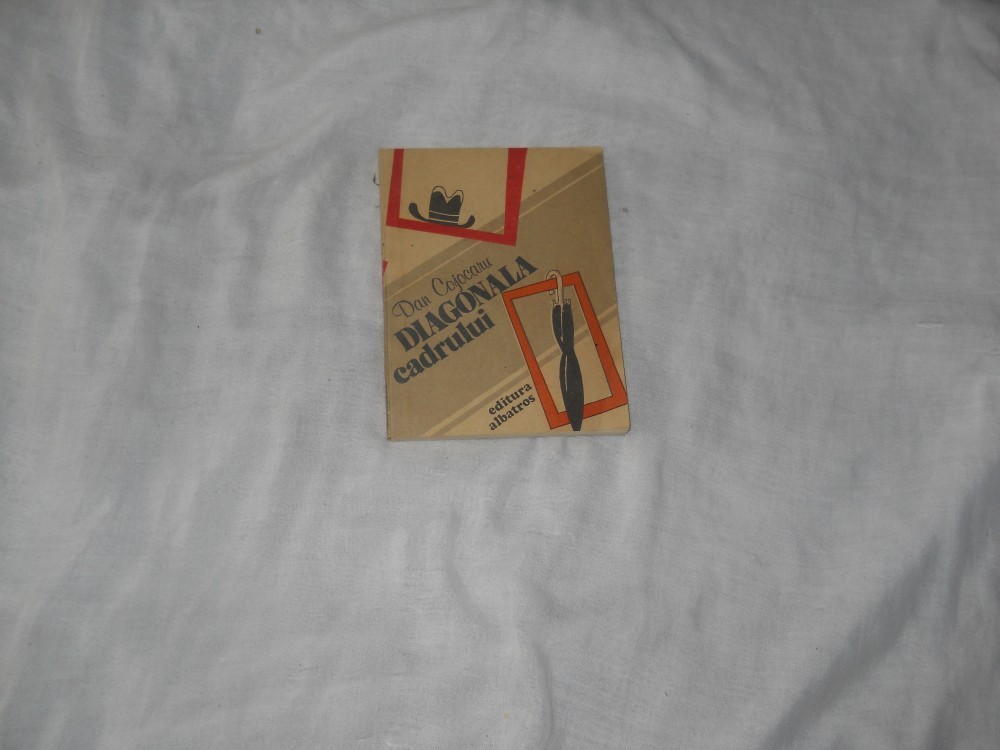 Dan Cojocaru
DIAGONALA
cadrului
editura
albatros